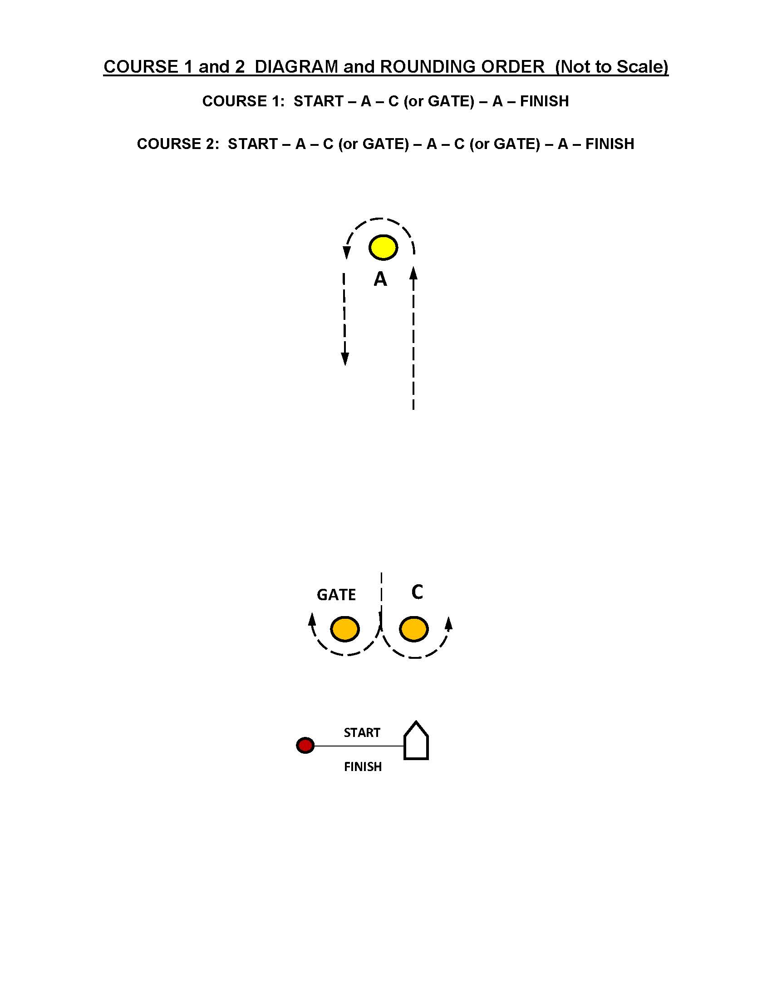 COURSE 1 and 2  DIAGRAM and ROUNDING ORDER  (Not to Scale)
COURSE 1:  START – A – C (or GATE) – A – FINISH
COURSE 2:  START – A – C (or GATE) – A – C (or GATE) – A – FINISH
A
GATE
C
START
FINISH